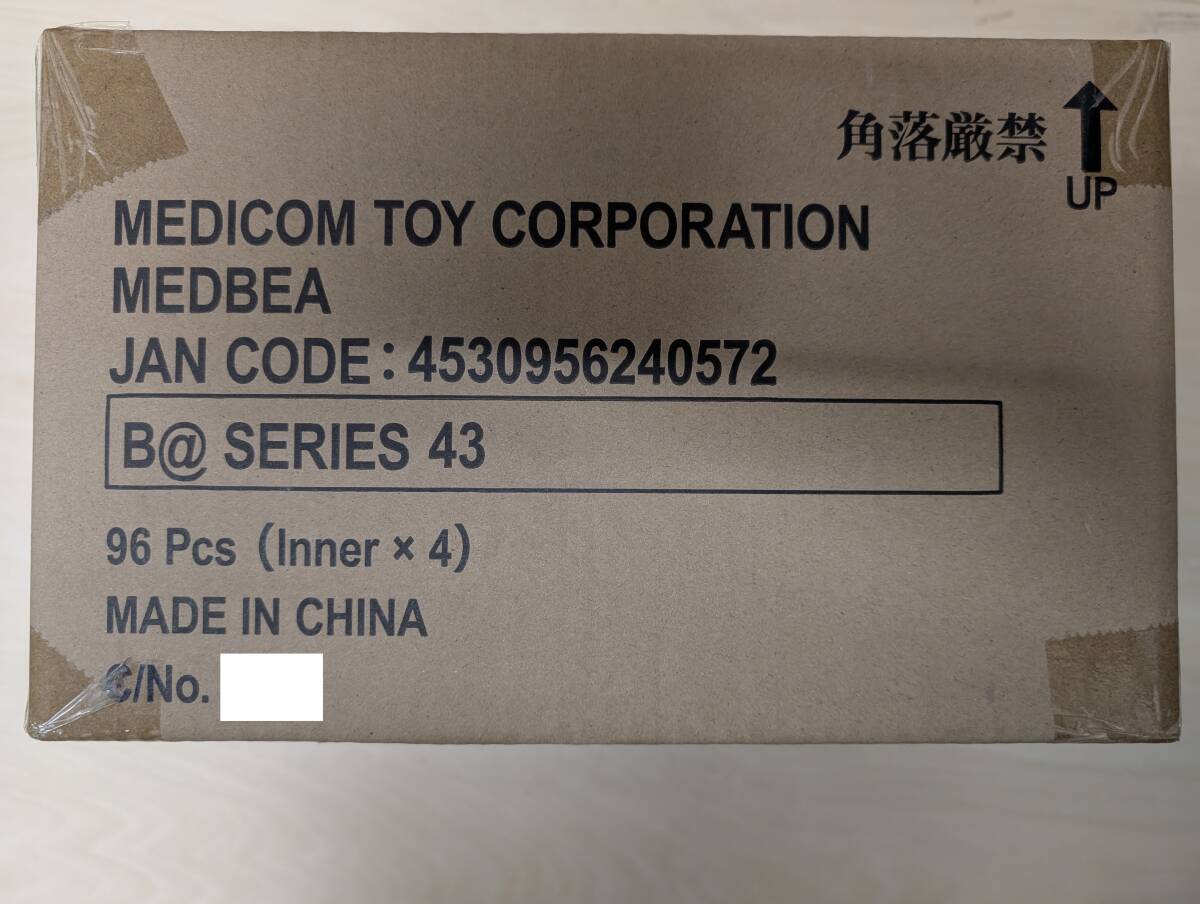 角落厳禁
UP
MEDICOM TOY CORPORATION
MEDBEA
JAN CODE : 4530956240572
B@ SERIES 43
96 Pcs (Inner × 4)
MADE IN CHINA
C/No.